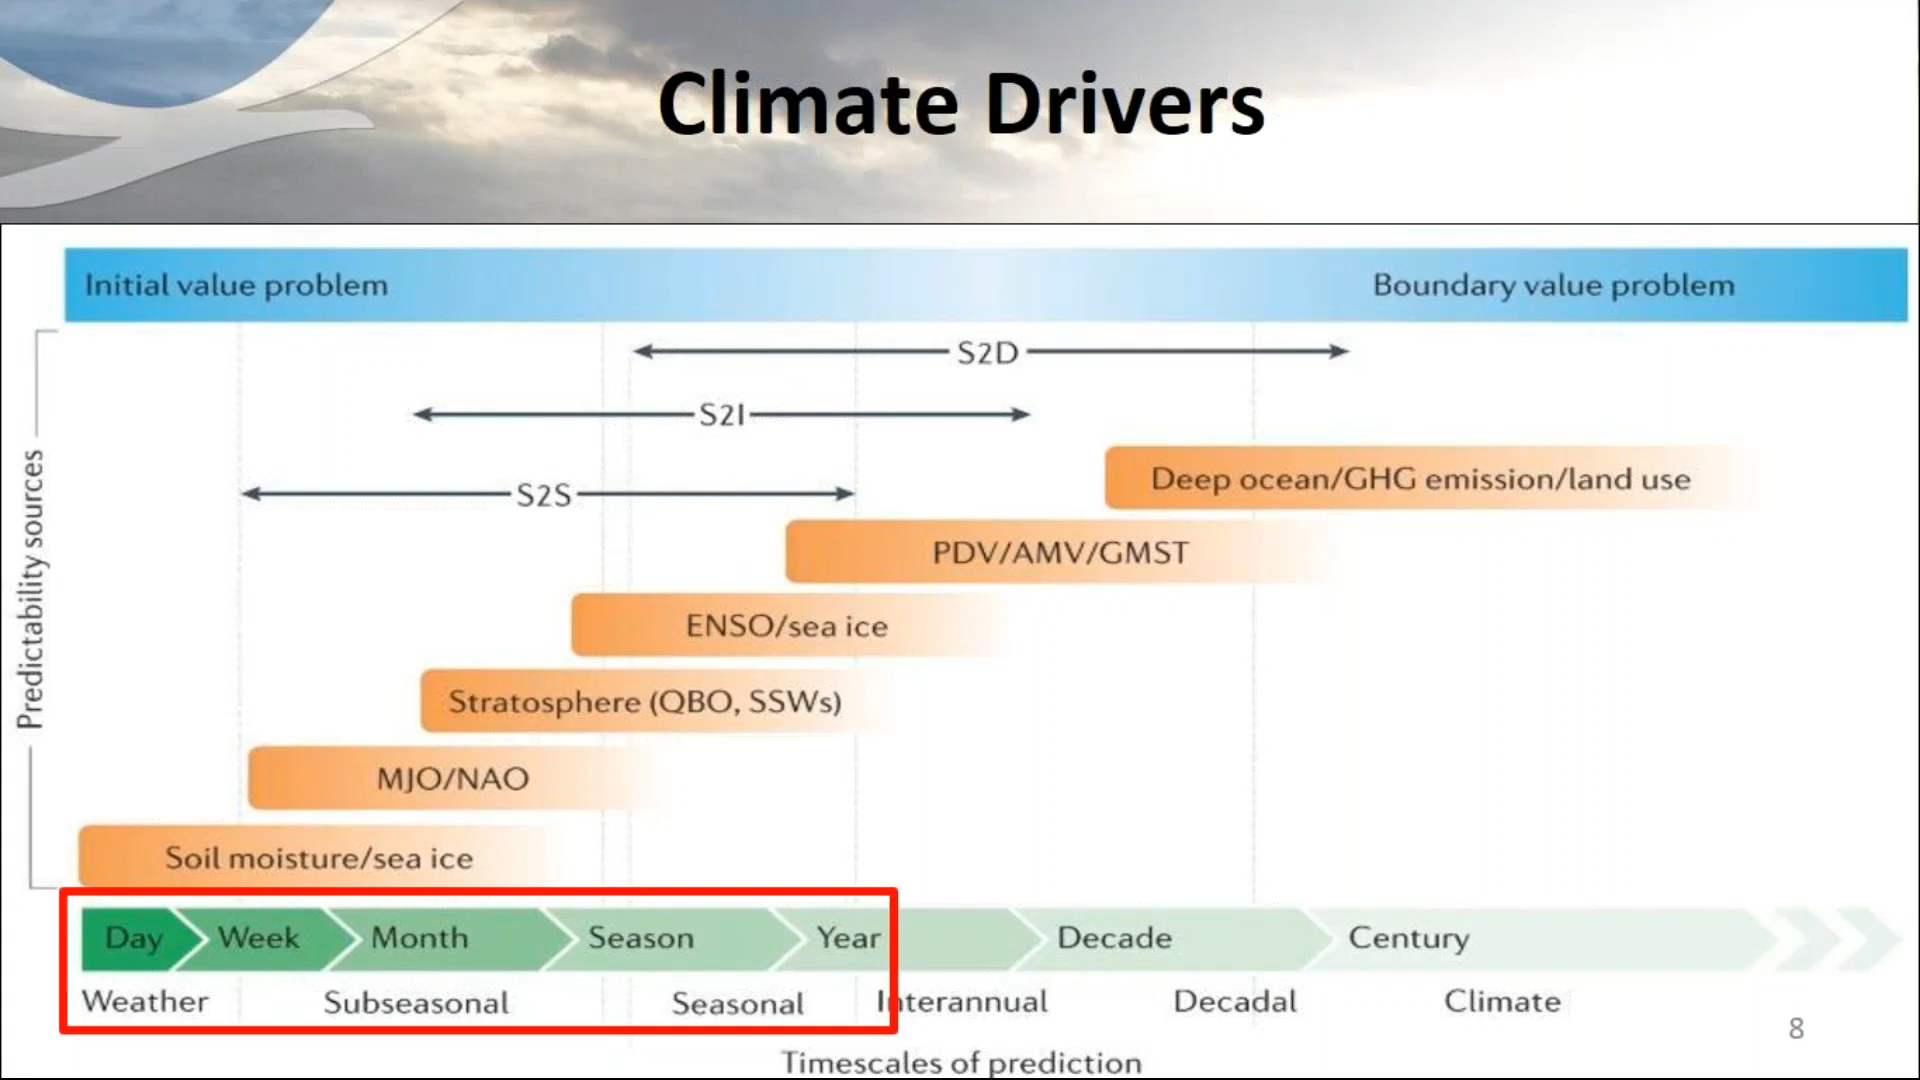 Climate Drivers
Initial value problem
Boundary value problem
S2D
S2I
S2S
Predictability sources
Deep ocean/GHG emission/land use
PDV/AMV/GMST
ENSO/sea ice
Stratosphere (QBO, SSWs)
MJO/NAO
Soil moisture/sea ice
Day Week Month Season Year Decade Century
Weather Subseasonal Seasonal Interannual Decadal Climate
8
Timescales of prediction